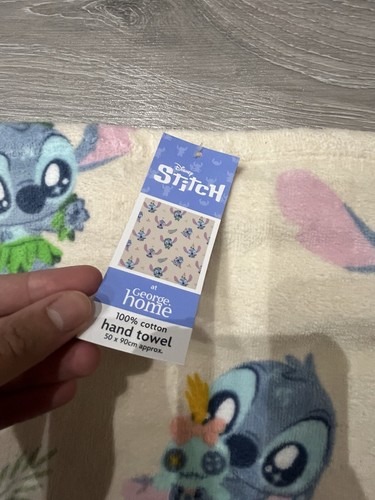 Disney
STITCH
at
George.
home
100% cotton
hand towel
50 x 90cm approx.